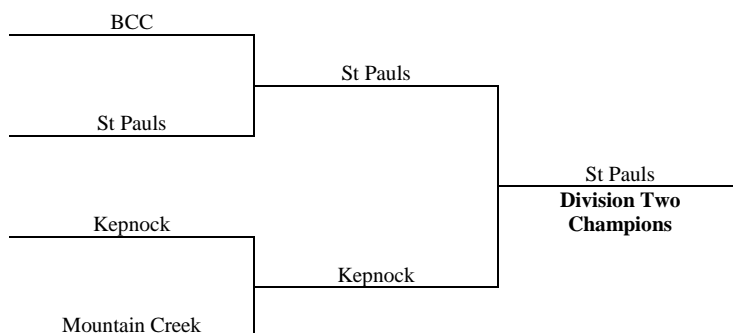 BCC
St Pauls
St Pauls
St Pauls
Division Two
Champions
Kepnock
Kepnock
Mountain Creek